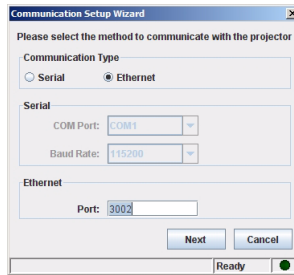 Communication Setup Wizard
Please select the method to communicate with the projector
Communication Type
Serial Ethernet
Serial
COM Port: COM1
Baud Rate: 115200
Ethernet
Port: 3002
Next Cancel
Ready